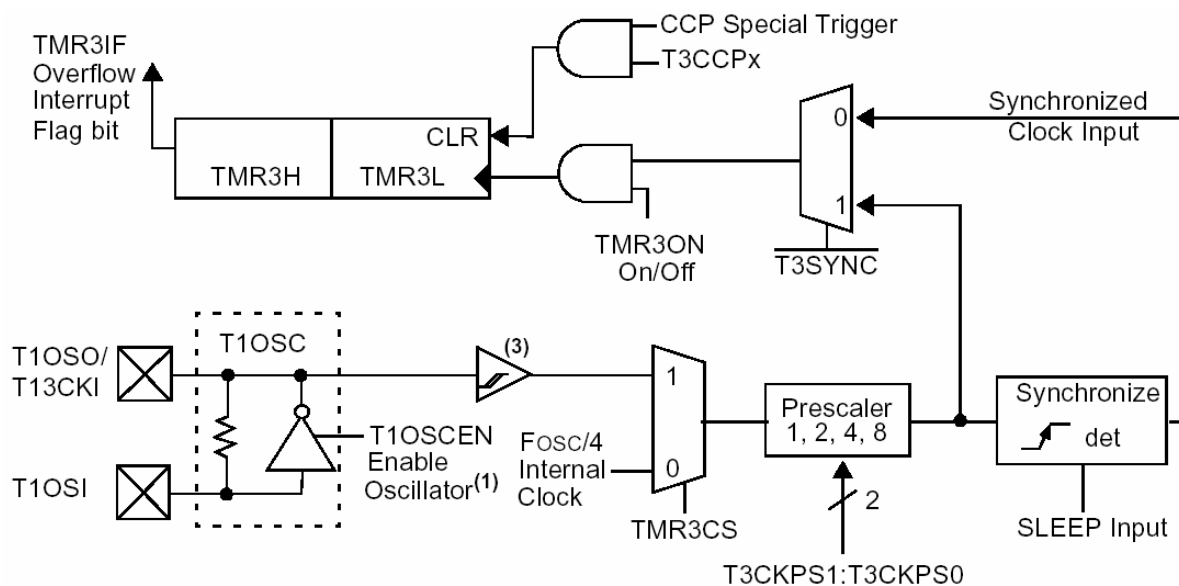 CCP Special Trigger
T3CCPx
TMR3IF
Overflow
Interrupt
Flag bit
CLR
TMR3H
TMR3L
TMR3ON
On/Off
0
1
T3SYNC
Synchronized
Clock Input
T1OSO/
T13CKI
T1OSI
T1OSC
T1OSCEN
Enable
Oscillator(1)
(3)
FOSC/4
Internal
Clock
1
0
TMR3CS
Prescaler
1, 2, 4, 8
2
T3CKPS1:T3CKPS0
Synchronize
det
SLEEP Input